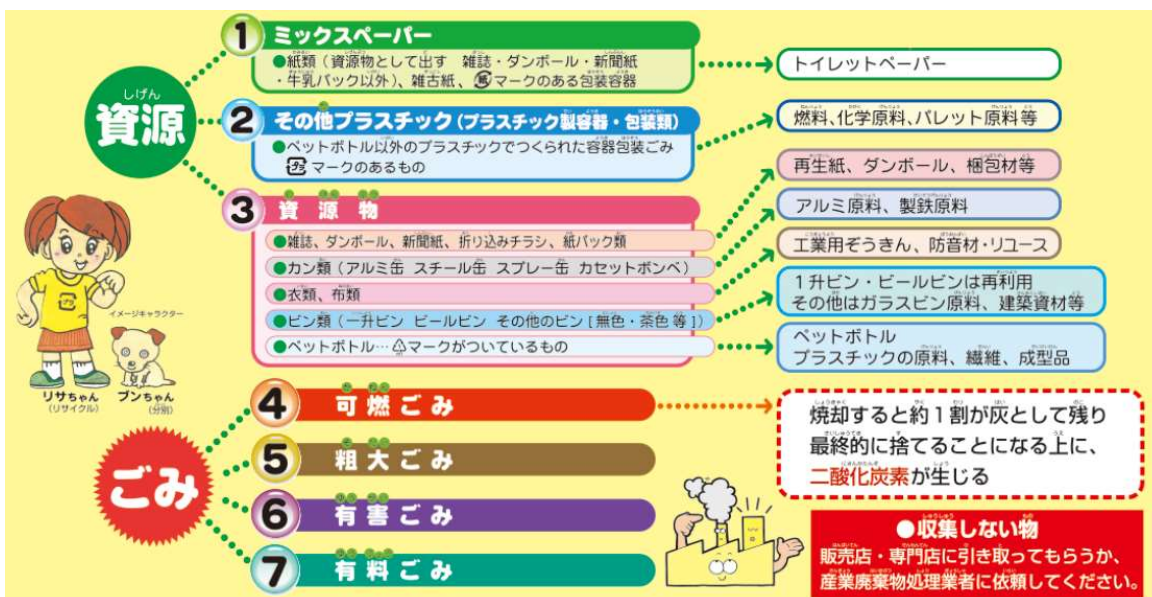 しげん
資源
1 ミックスペーパー
●紙類（資源物として出す 雑誌・ダンボール・新聞紙
・牛乳パック以外）、雑古紙、紙マークのある包装容器
トイレットペーパー
2 その他プラスチック（プラスチック製容器・包装類）
●ペットボトル以外のプラスチックでつくられた容器包装ごみ
プラマークのあるもの
燃料、化学原料、パレット原料等
3 資源物
●雑誌、ダンボール、新聞紙、折り込みチラシ、紙パック類
再生紙、ダンボール、梱包材等
●カン類（アルミ缶 スチール缶 スプレー缶 カセットボンベ）
アルミ原料、製鉄原料
●衣類、布類
工業用ぞうきん、防音材・リユース
●ビン類（一升ビン ビールビン その他のビン［無色・茶色 等］）
1升ビン・ビールビンは再利用
その他はガラスビン原料、建築資材等
●ペットボトル…マークがついているもの
ペットボトル
プラスチックの原料、繊維、成型品
イメージキャラクター
リサちゃん
（リサイクル）
ブンちゃん
（分別）
ごみ
4 可燃ごみ
焼却すると約1割が灰として残り
最終的に捨てることになる上に、
二酸化炭素が生じる
5 粗大ごみ
6 有害ごみ
7 有料ごみ
●収集しない物
販売店・専門店に引き取ってもらうか、
産業廃棄物処理業者に依頼してください。